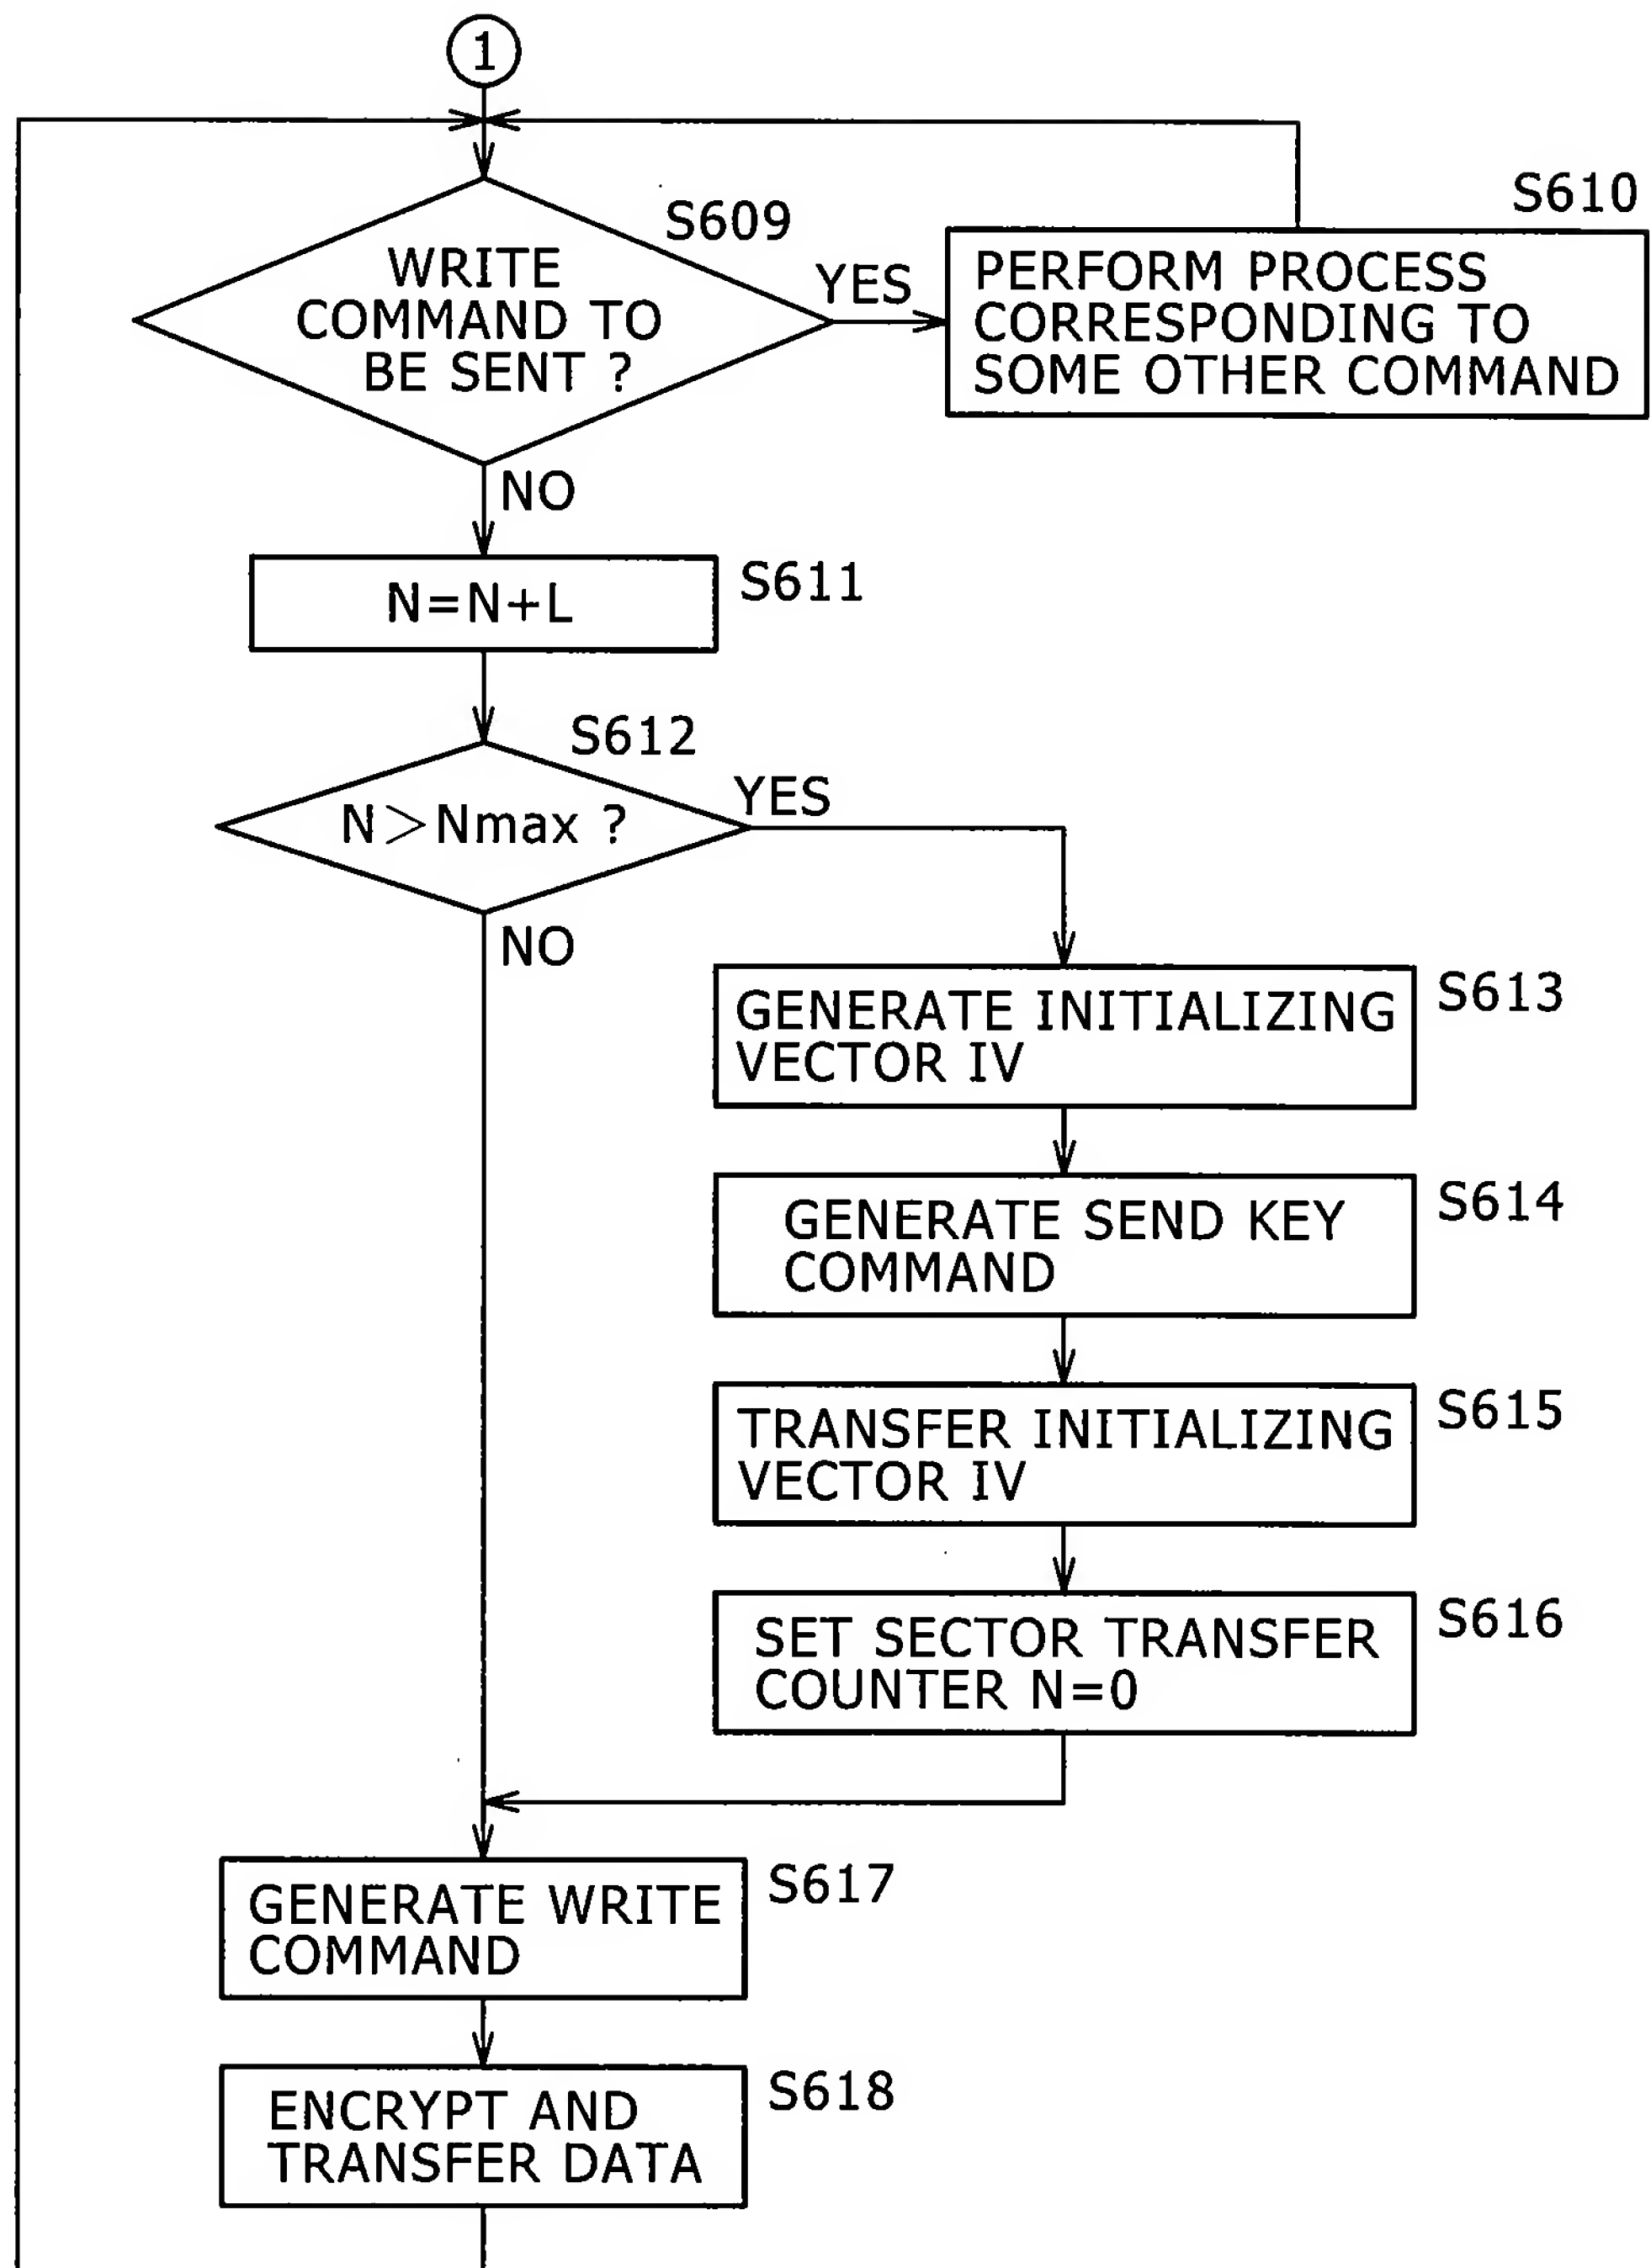 1
S609
WRITE
COMMAND TO
BE SENT ?
YES
S610
PERFORM PROCESS
CORRESPONDING TO
SOME OTHER COMMAND
NO
N=N+L
S611
S612
N>Nmax ?
YES
NO
GENERATE INITIALIZING
VECTOR IV
S613
GENERATE SEND KEY
COMMAND
S614
TRANSFER INITIALIZING
VECTOR IV
S615
SET SECTOR TRANSFER
COUNTER N=0
S616
GENERATE WRITE
COMMAND
S617
ENCRYPT AND
TRANSFER DATA
S618